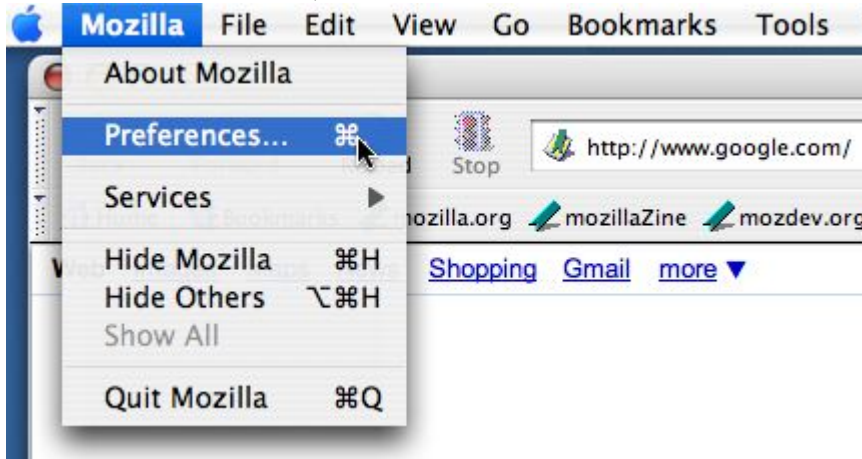 Mozilla File Edit View Go Bookmarks Tools
About Mozilla
Preferences... ⌘
Stop
http://www.google.com/
Services
mozilla.org mozillaZine mozdev.org
Hide Mozilla ⌘H
Shopping Gmail more ▼
Hide Others ⌥⌘H
Show All
Quit Mozilla ⌘Q